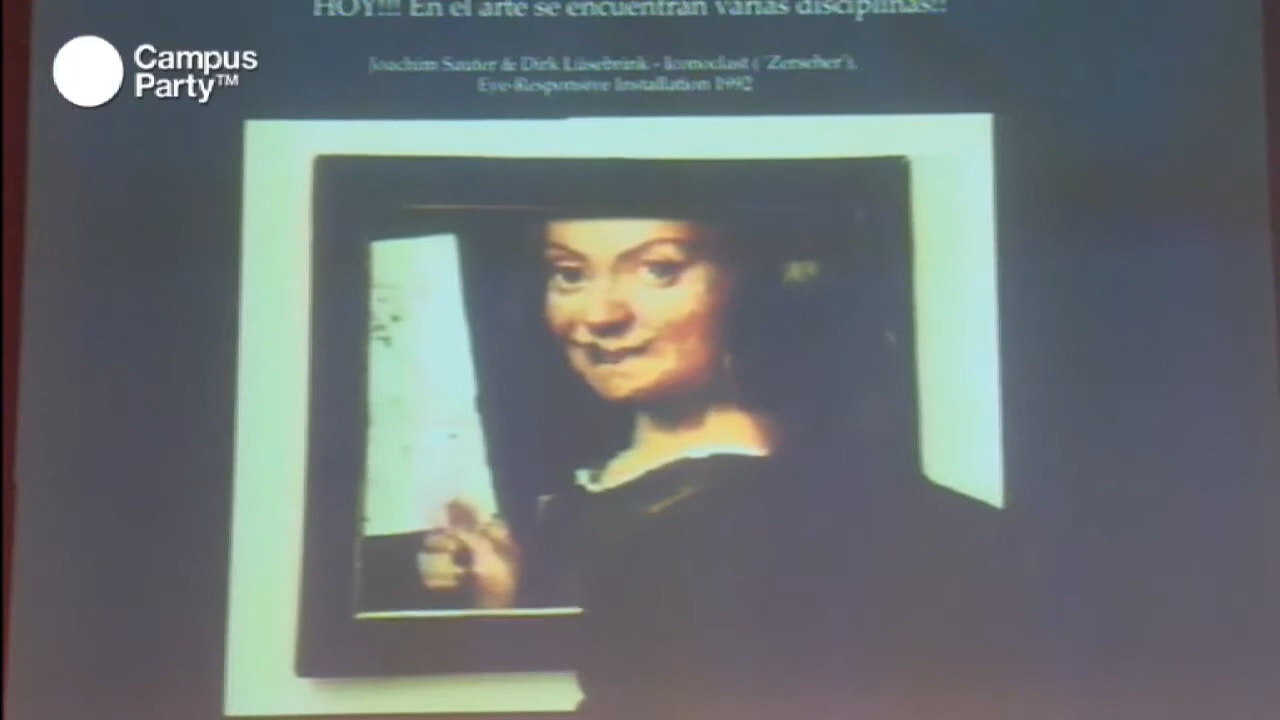 Campus
Party™
HOY!!! En el arte se encuentran varias disciplinas!!
Joachim Sauter & Dirk Lüsebrink - Iconoclast ( 'Zerseher'),
Eye-Responsive Installation 1992